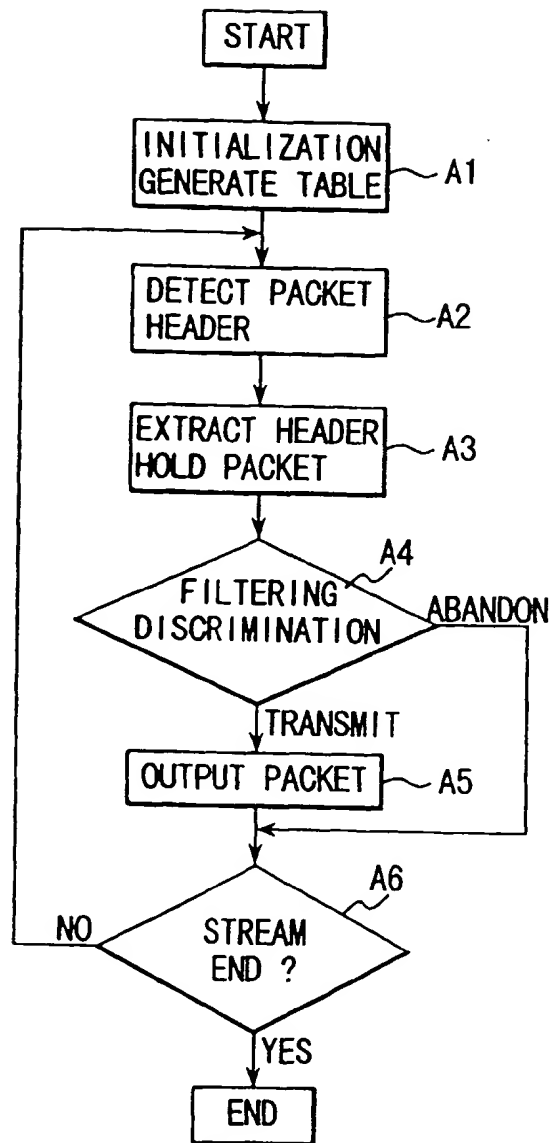 START
INITIALIZATION
GENERATE TABLE
A1
DETECT PACKET
HEADER
A2
EXTRACT HEADER
HOLD PACKET
A3
A4
FILTERING
DISCRIMINATION
ABANDON
TRANSMIT
OUTPUT PACKET
A5
A6
NO
STREAM
END ?
YES
END